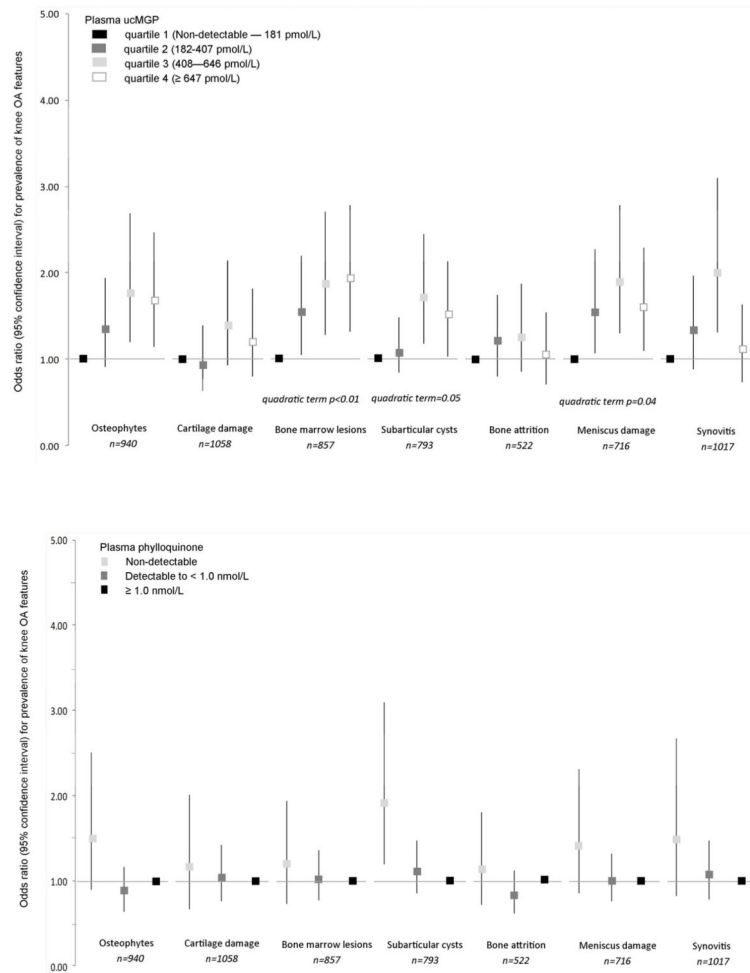 Plasma ucMGP
quartile 1 (Non-detectable — 181 pmol/L)
quartile 2 (182-407 pmol/L)
quartile 3 (408—646 pmol/L)
quartile 4 (≥ 647 pmol/L)
Odds ratio (95% confidence interval) for prevalence of knee OA features
5.00
4.00
3.00
2.00
1.00
0.00
quadratic term p<0.01
quadratic term=0.05
quadratic term p=0.04
Osteophytes
n=940
Cartilage damage
n=1058
Bone marrow lesions
n=857
Subarticular cysts
n=793
Bone attrition
n=522
Meniscus damage
n=716
Synovitis
n=1017
Plasma phylloquinone
Non-detectable
Detectable to < 1.0 nmol/L
≥ 1.0 nmol/L
Odds ratio (95% confidence interval) for prevalence of knee OA features
5.00
4.00
3.00
2.00
1.00
0.00
Osteophytes
n=940
Cartilage damage
n=1058
Bone marrow lesions
n=857
Subarticular cysts
n=793
Bone attrition
n=522
Meniscus damage
n=716
Synovitis
n=1017